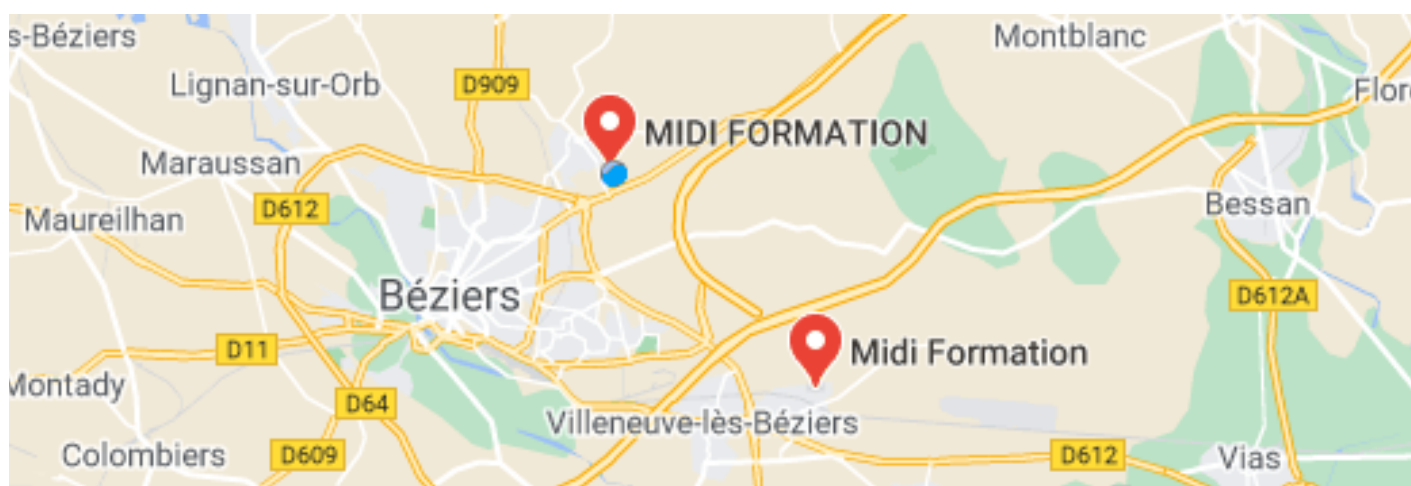 s-Béziers
Montblanc
Lignan-sur-Orb
D909
Flor
MIDI FORMATION
Maraussan
D612
Maureilhan
Bessan
Béziers
D612A
D11
Midi Formation
Montady
D64
Villeneuve-lès-Béziers
Colombiers
D609
D612
Vias